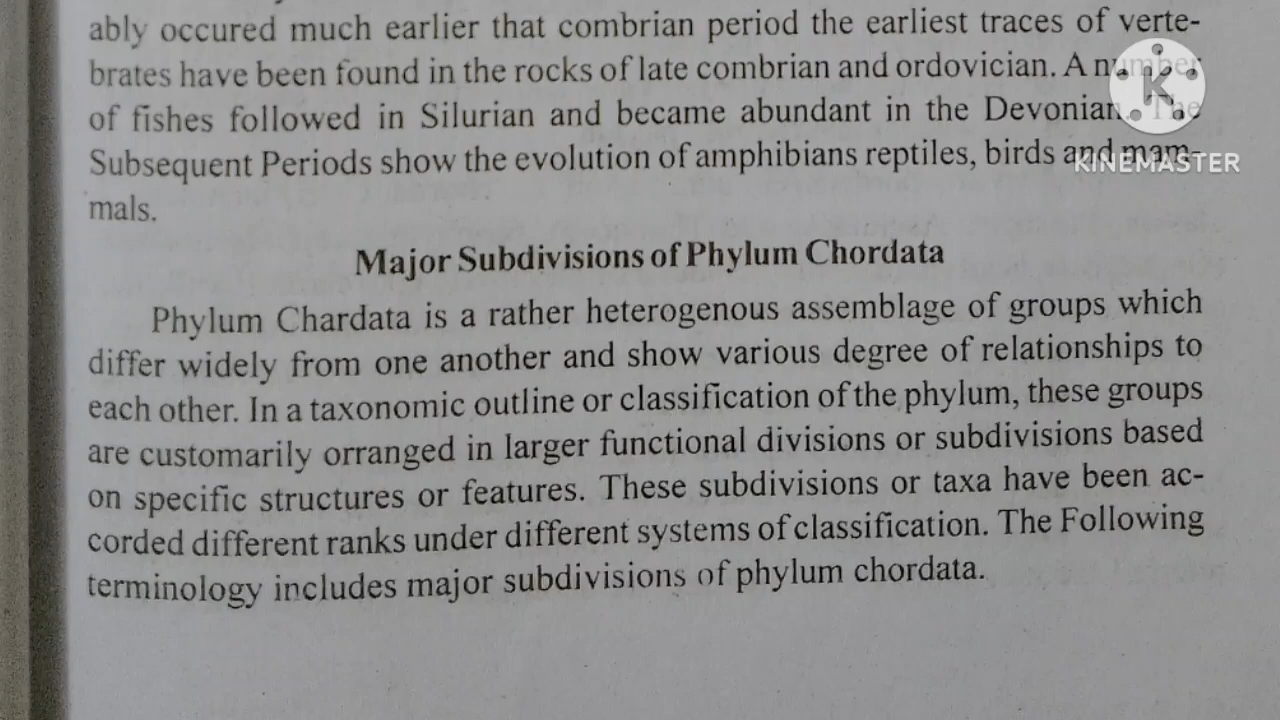 ably occured much earlier that combrian period the earliest traces of verte-
brates have been found in the rocks of late combrian and ordovician. A number
of fishes followed in Silurian and became abundant in the Devonian. The
Subsequent Periods show the evolution of amphibians reptiles, birds and mam-
mals.
KINEMASTER
Major Subdivisions of Phylum Chordata
Phylum Chardata is a rather heterogenous assemblage of groups which
differ widely from one another and show various degree of relationships to
each other. In a taxonomic outline or classification of the phylum, these groups
are customarily orranged in larger functional divisions or subdivisions based
on specific structures or features. These subdivisions or taxa have been ac-
corded different ranks under different systems of classification. The Following
terminology includes major subdivisions of phylum chordata.